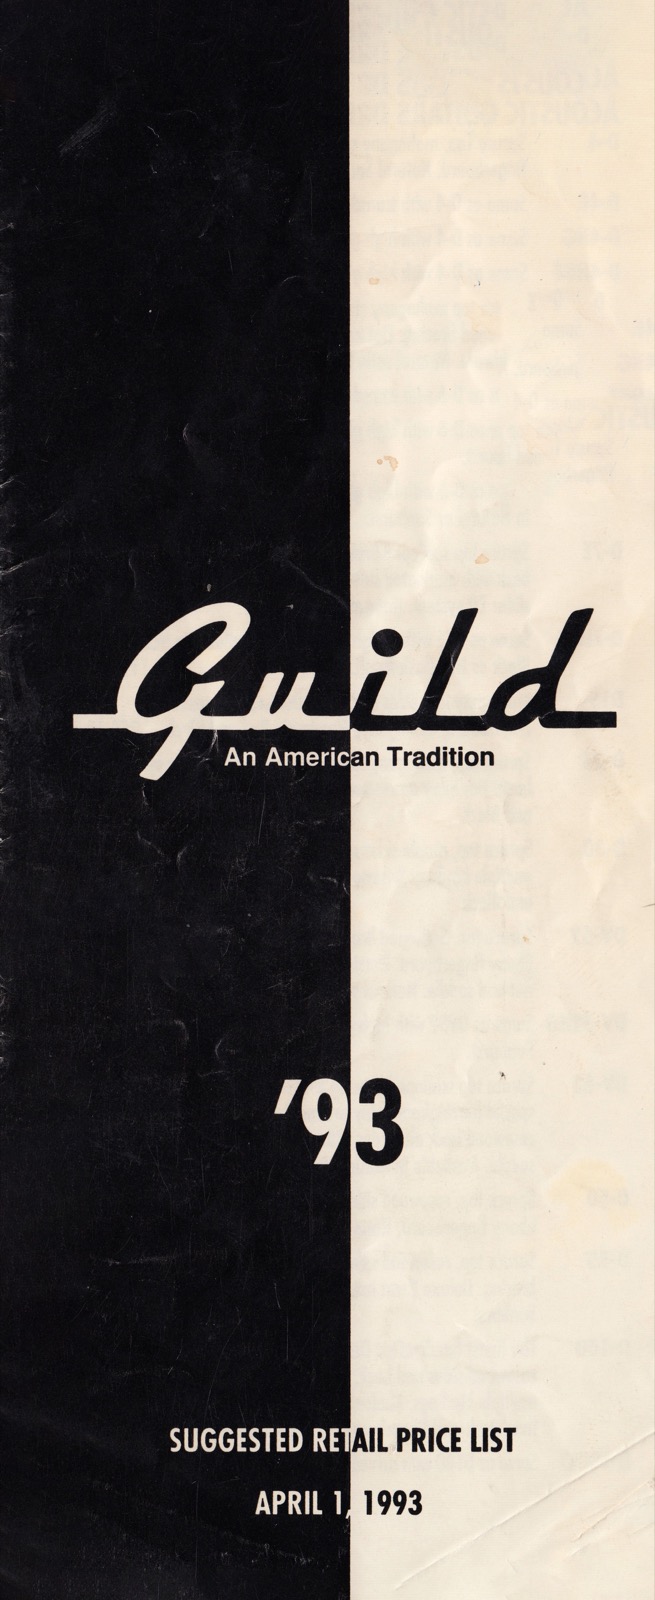 Guild
An American Tradition
'93
SUGGESTED RETAIL PRICE LIST
APRIL 1, 1993